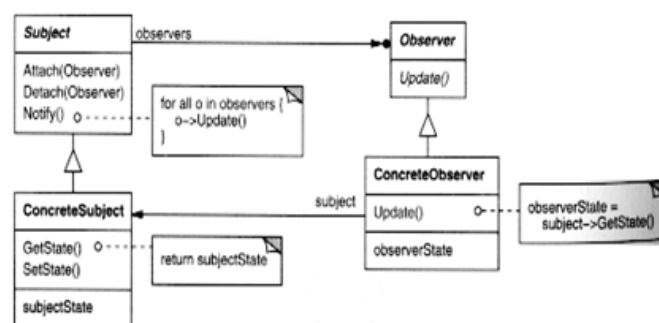 Subject
observers
Observer
Attach(Observer)
Detach(Observer)
Notify()
for all o in observers {
o->Update()
}
Update()
ConcreteSubject
GetState()
SetState()
subjectState
return subjectState
subject
ConcreteObserver
Update()
observerState
observerState =
subject->GetState()